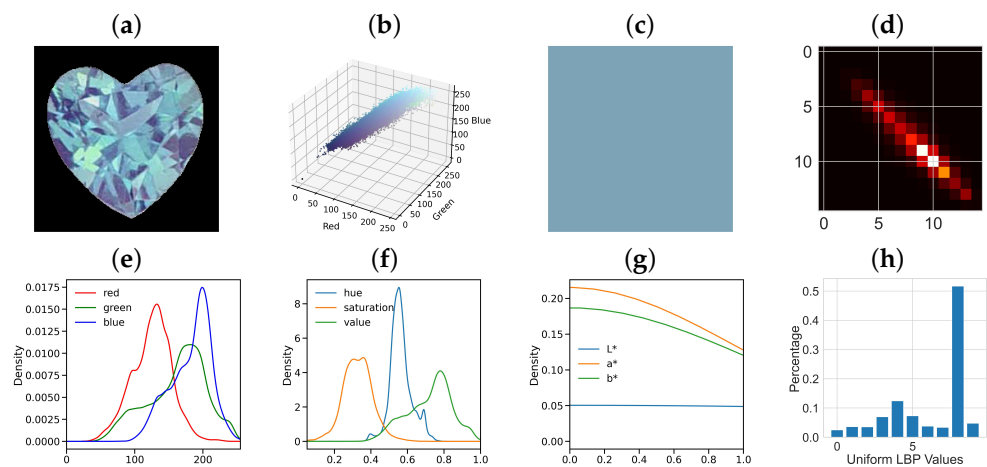 (a)
(b)
(c)
(d)
250
200
150
100
50
0
Blue
0
50
100
150
200
250
Red
0
50
100
150
200
250
Green
0
5
10
0
5
10
(e)
(f)
(g)
(h)
0.0175
0.0150
0.0125
0.0100
0.0075
0.0050
0.0025
0.0000
Density
red
green
blue
0
100
200
8
6
4
2
0
Density
hue
saturation
value
0.2
0.4
0.6
0.8
1.0
0.20
0.15
0.10
0.05
0.00
Density
L*
a*
b*
0.0
0.2
0.4
0.6
0.8
1.0
0.5
0.4
0.3
0.2
0.1
0.0
Percentage
0
5
Uniform LBP Values